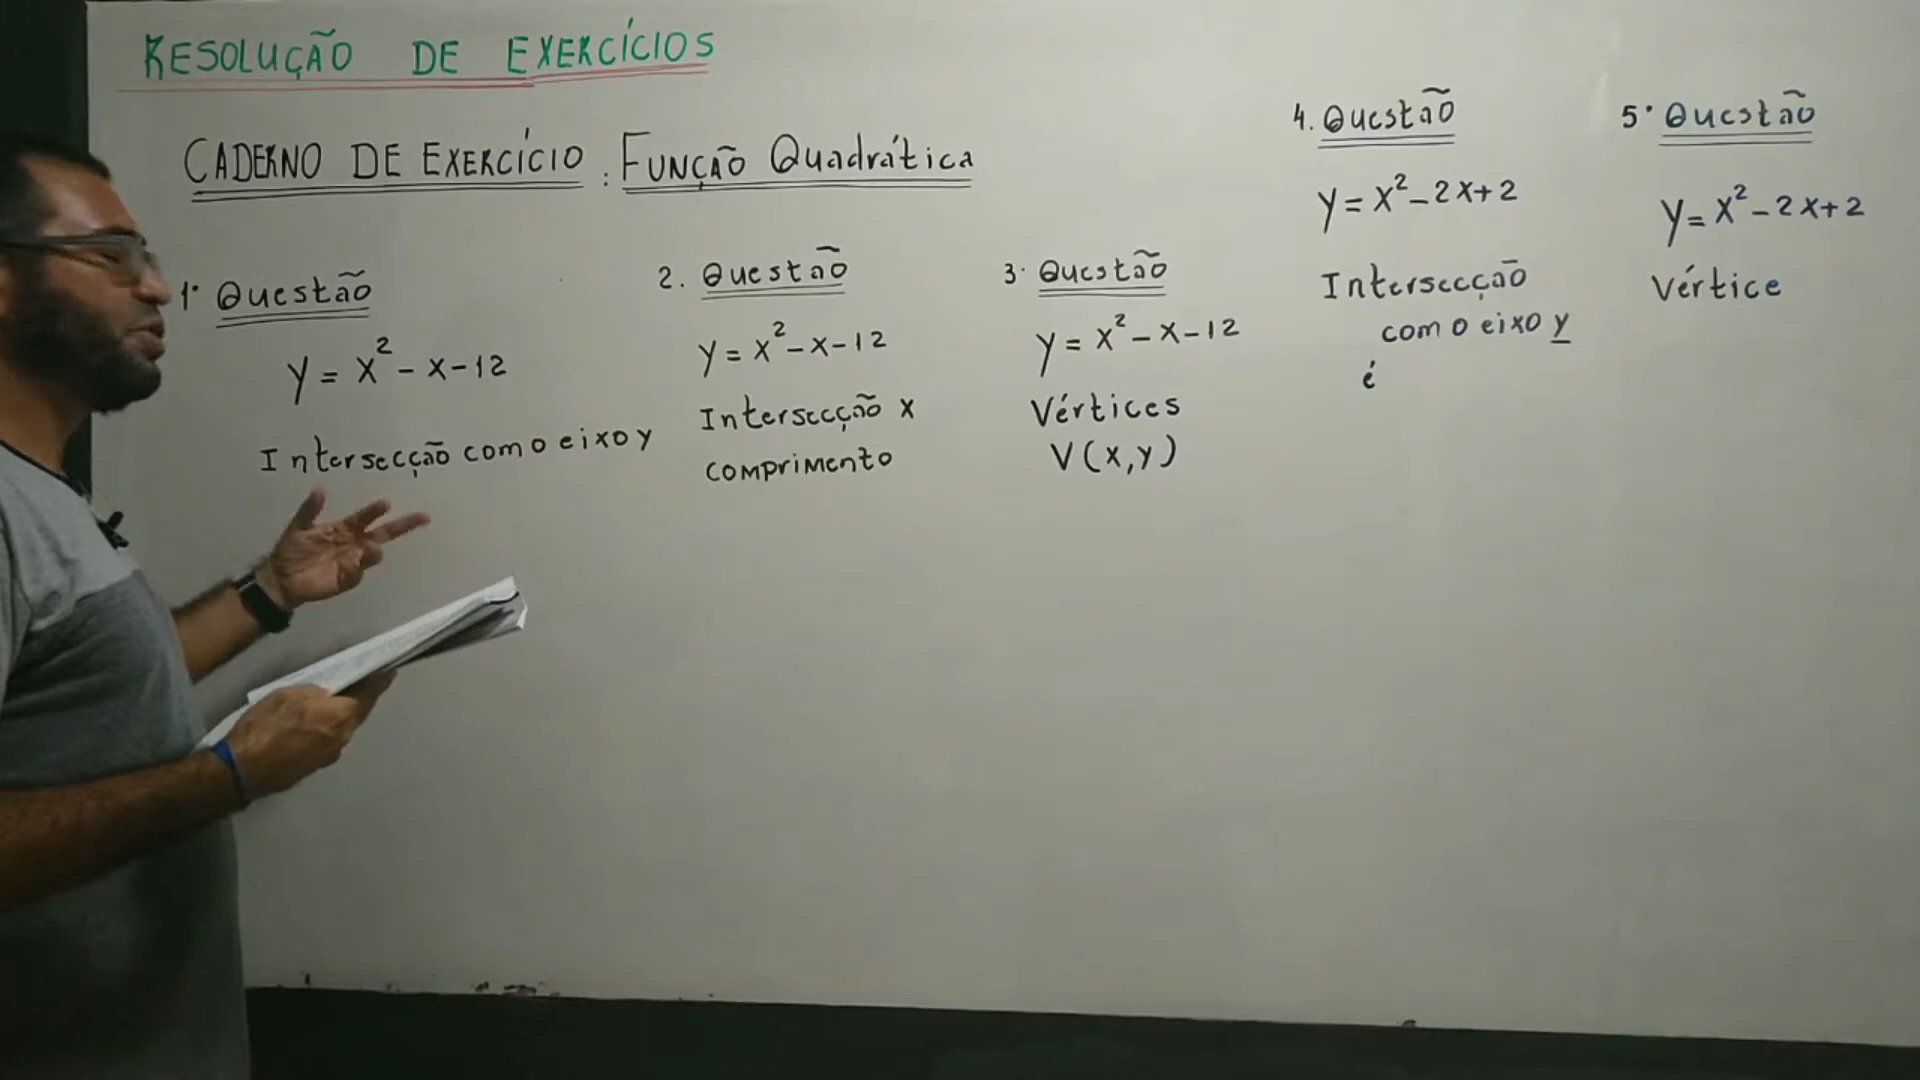 RESOLUÇÃO DE EXERCÍCIOS
CADERNO DE EXERCÍCIO : FUNÇÃO Quadrática
1• Questão
y = x² - x - 12
Intersecção com o eixo y
2. Questão
y = x² - x - 12
Intersecção x
comprimento
3• Questão
y = x² - x - 12
Vértices
V(x,y)
4. Questão
y = x² - 2x + 2
Intersecção
com o eixo y
é
5• Questão
y = x² - 2x + 2
Vértice